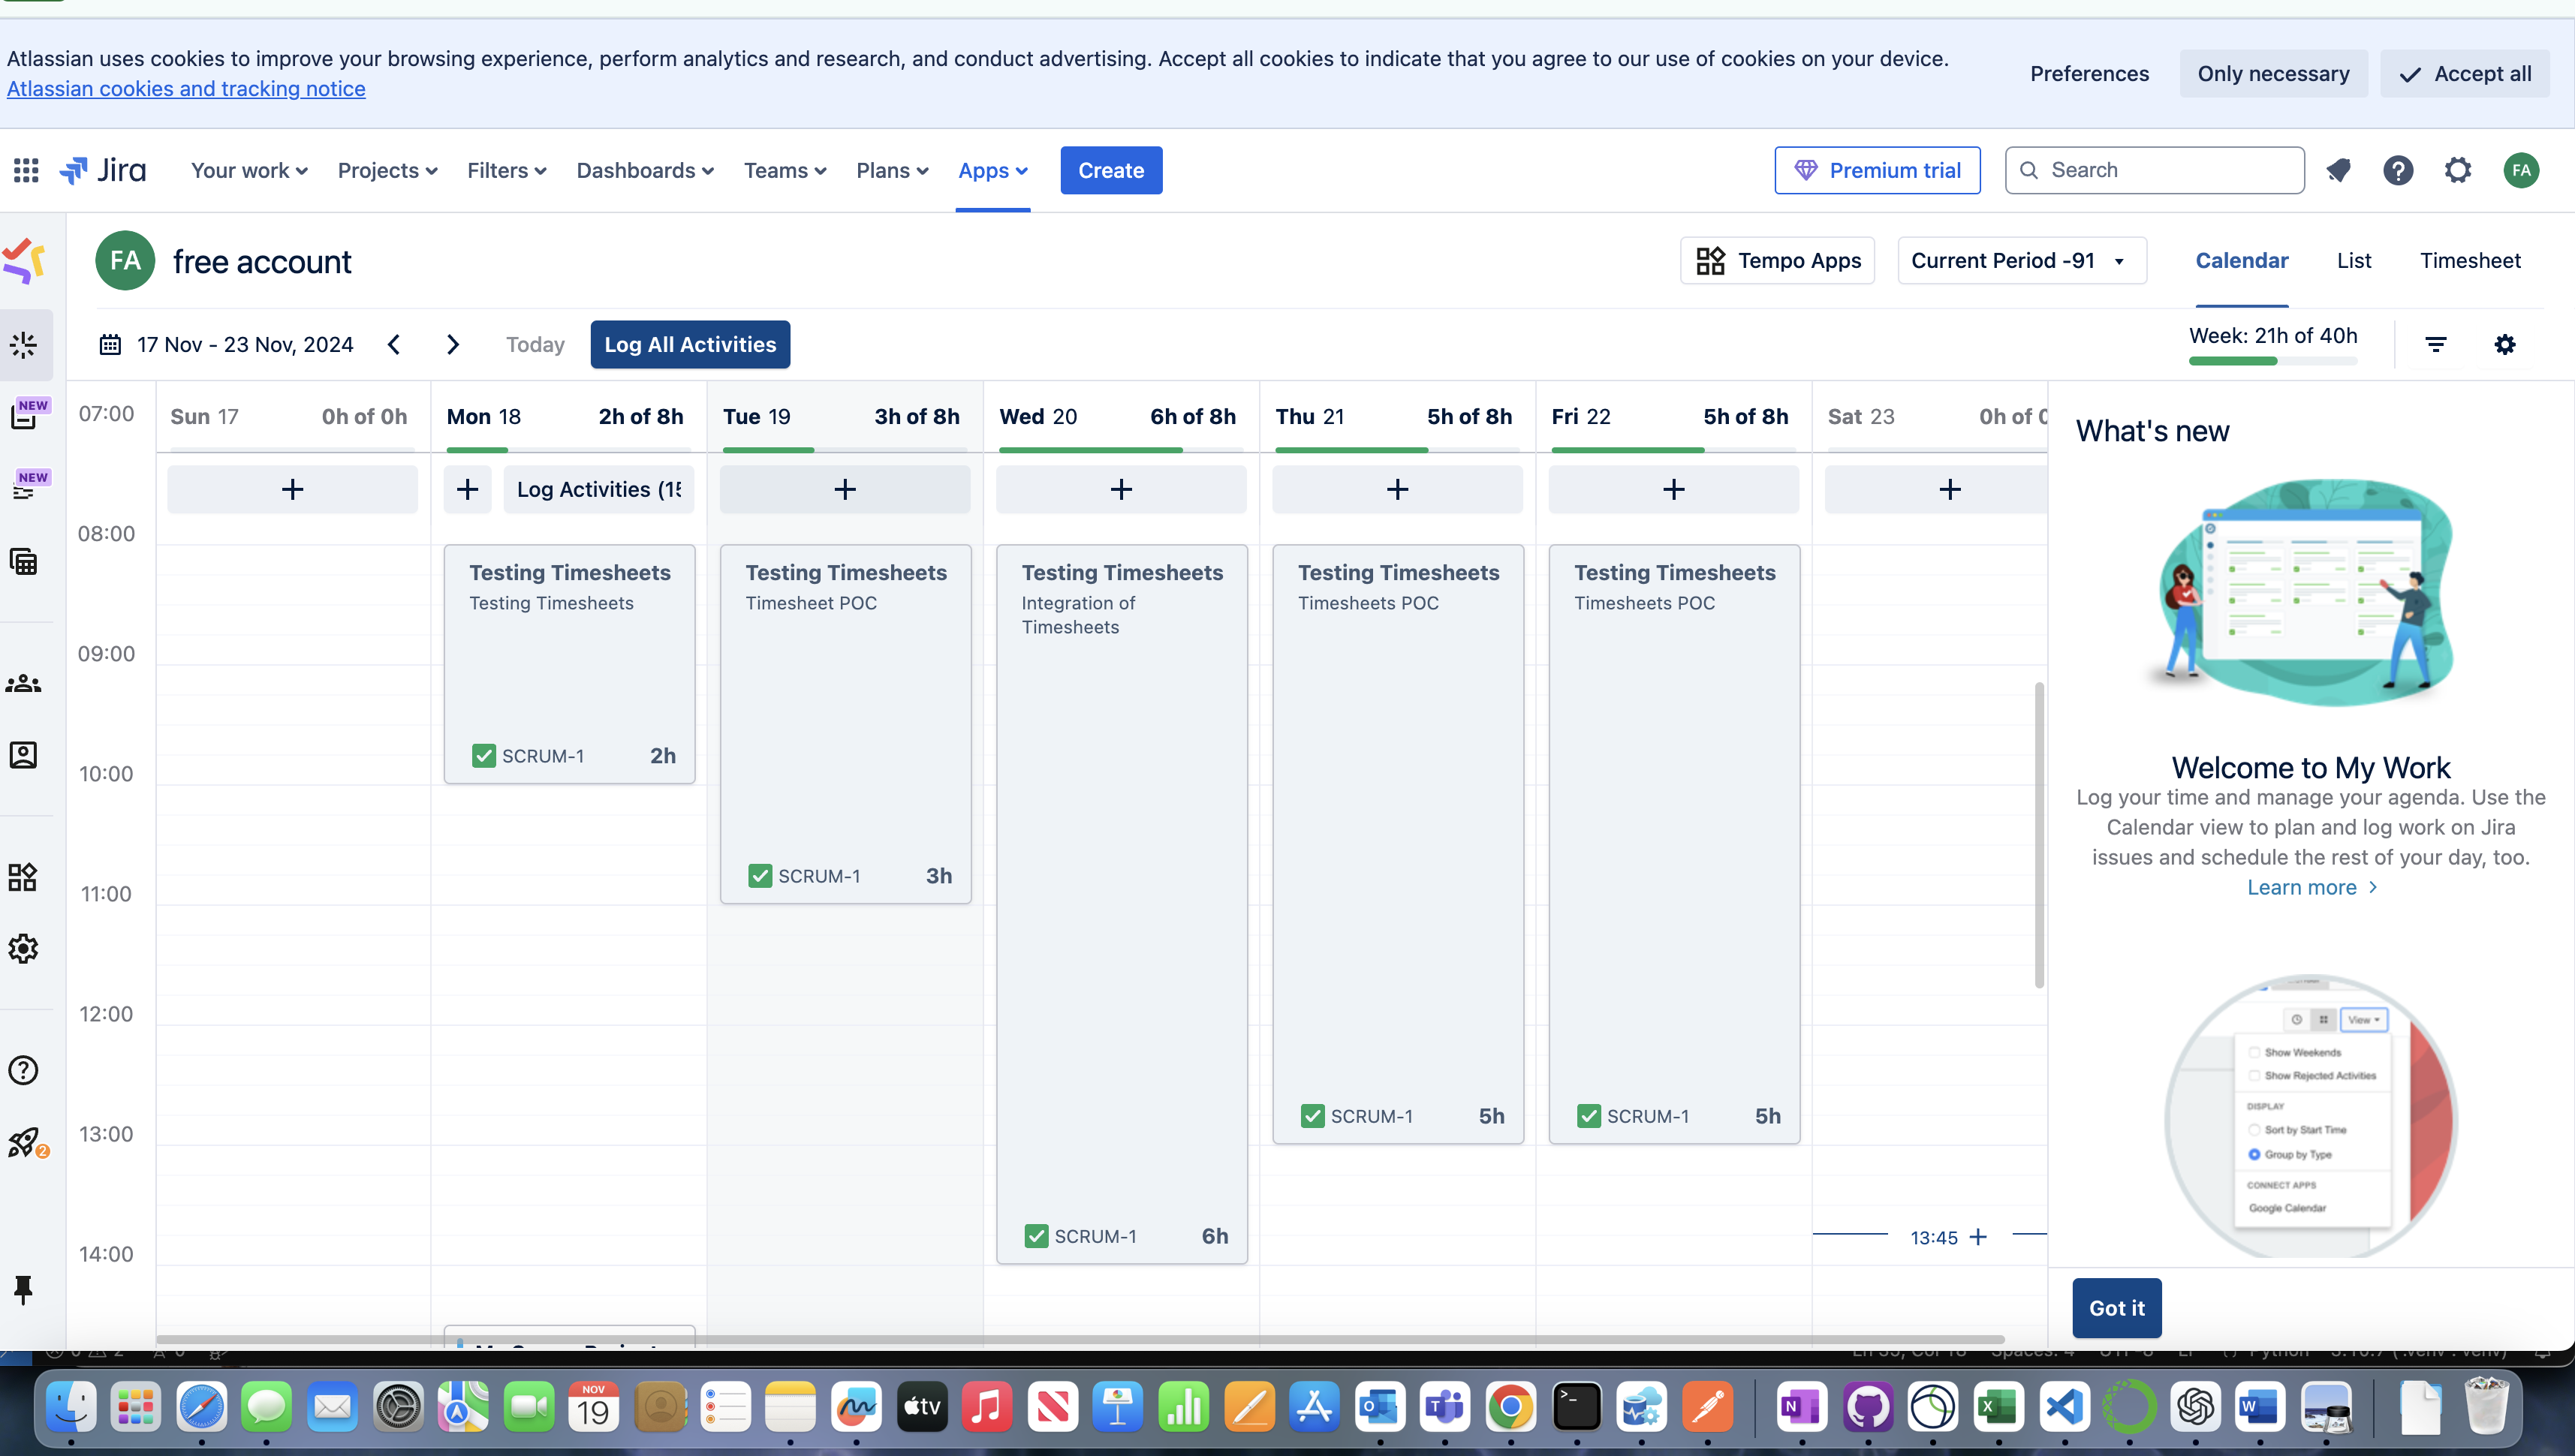 Atlassian uses cookies to improve your browsing experience, perform analytics and research, and conduct advertising. Accept all cookies to indicate that you agree to our use of cookies on your device.
Atlassian cookies and tracking notice
Preferences
Only necessary
Accept all
Jira
Your work
Projects
Filters
Dashboards
Teams
Plans
Apps
Create
Premium trial
Search
FA
FA
free account
Tempo Apps
Current Period -91
Calendar
List
Timesheet
17 Nov - 23 Nov, 2024
Today
Log All Activities
Week: 21h of 40h
NEW
NEW
2
07:00
Sun 17 0h of 0h
Mon 18 2h of 8h
Tue 19 3h of 8h
Wed 20 6h of 8h
Thu 21 5h of 8h
Fri 22 5h of 8h
Sat 23 0h of
+
+
Log Activities (15
+
+
+
+
+
08:00
09:00
10:00
11:00
12:00
13:00
14:00
Testing Timesheets
Testing Timesheets
SCRUM-1 2h
Testing Timesheets
Timesheet POC
SCRUM-1 3h
Testing Timesheets
Integration of
Timesheets
SCRUM-1 6h
Testing Timesheets
Timesheets POC
SCRUM-1 5h
Testing Timesheets
Timesheets POC
SCRUM-1 5h
13:45 +
What's new
Welcome to My Work
Log your time and manage your agenda. Use the
Calendar view to plan and log work on Jira
issues and schedule the rest of your day, too.
Learn more
View
Show Weekends
Show Rejected Activities
DISPLAY
Sort by Start Time
Group by Type
CONNECT APPS
Google Calendar
Got it
NOV
19
tv